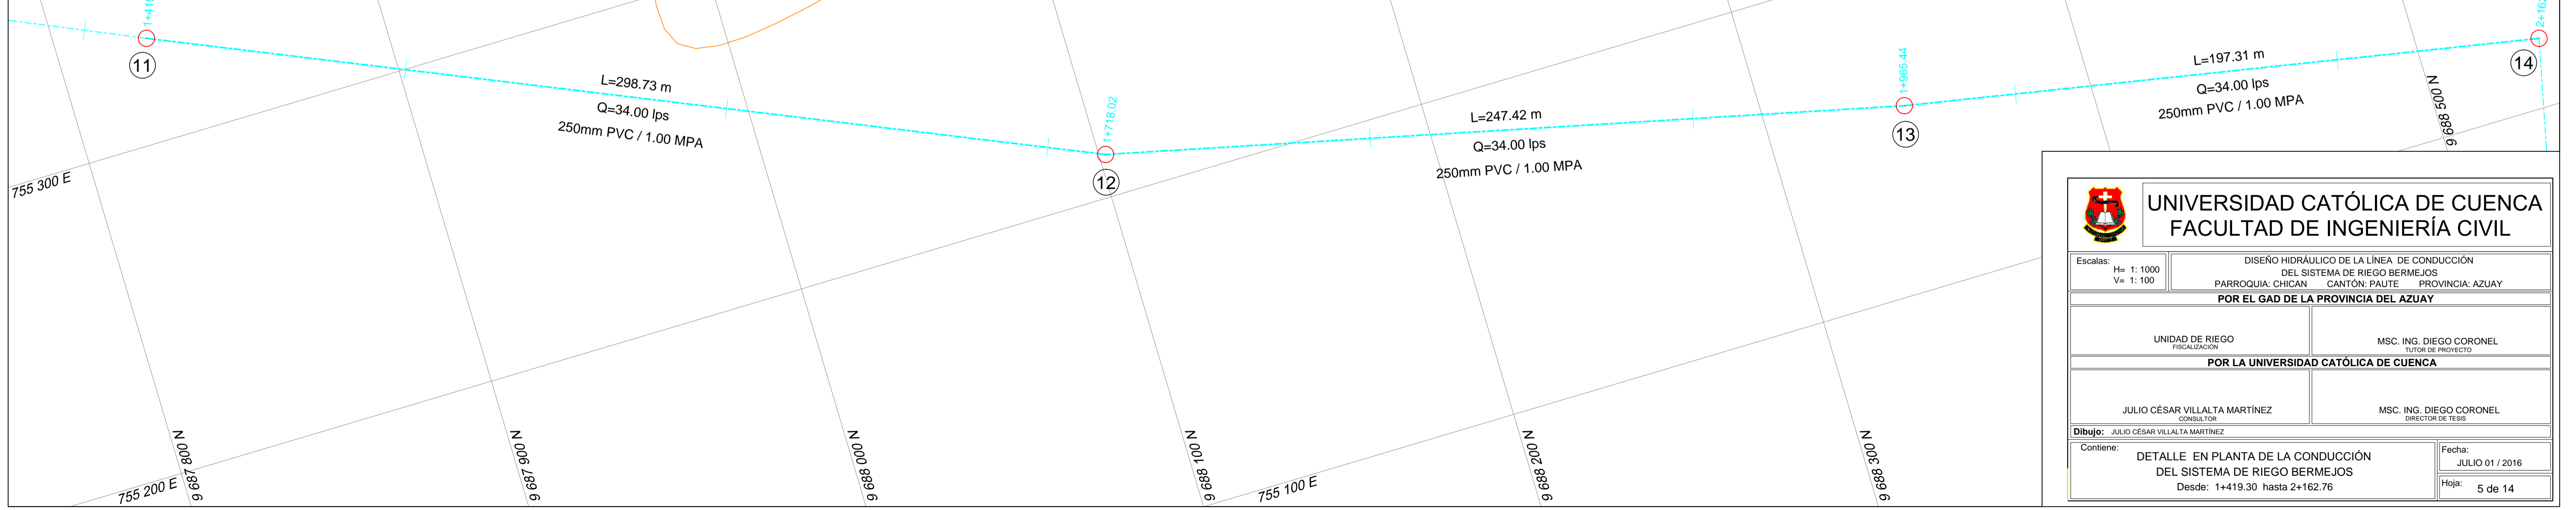 1+419
11
L=298.73 m
Q=34.00 lps
250mm PVC / 1.00 MPA
1+718.02
12
L=247.42 m
Q=34.00 lps
250mm PVC / 1.00 MPA
1+965.44
13
L=197.31 m
Q=34.00 lps
250mm PVC / 1.00 MPA
14
755 300 E
755 200 E
755 100 E
9 687 800 N
9 687 900 N
9 688 000 N
9 688 100 N
9 688 200 N
9 688 300 N
9 688 500 N
UNIVERSIDAD CATÓLICA DE CUENCA
FACULTAD DE INGENIERÍA CIVIL
Escalas:
H= 1: 1000
V= 1: 100
DISEÑO HIDRÁULICO DE LA LÍNEA DE CONDUCCIÓN
DEL SISTEMA DE RIEGO BERMEJOS
PARROQUIA: CHICAN CANTÓN: PAUTE PROVINCIA: AZUAY
POR EL GAD DE LA PROVINCIA DEL AZUAY
UNIDAD DE RIEGO
FISCALIZACIÓN
MSC. ING. DIEGO CORONEL
TUTOR DE PROYECTO
POR LA UNIVERSIDAD CATÓLICA DE CUENCA
JULIO CÉSAR VILLALTA MARTÍNEZ
CONSULTOR
MSC. ING. DIEGO CORONEL
DIRECTOR DE TESIS
Dibujo: JULIO CÉSAR VILLALTA MARTÍNEZ
Contiene:
DETALLE EN PLANTA DE LA CONDUCCIÓN
DEL SISTEMA DE RIEGO BERMEJOS
Desde: 1+419.30 hasta 2+162.76
Fecha:
JULIO 01 / 2016
Hoja:
5 de 14